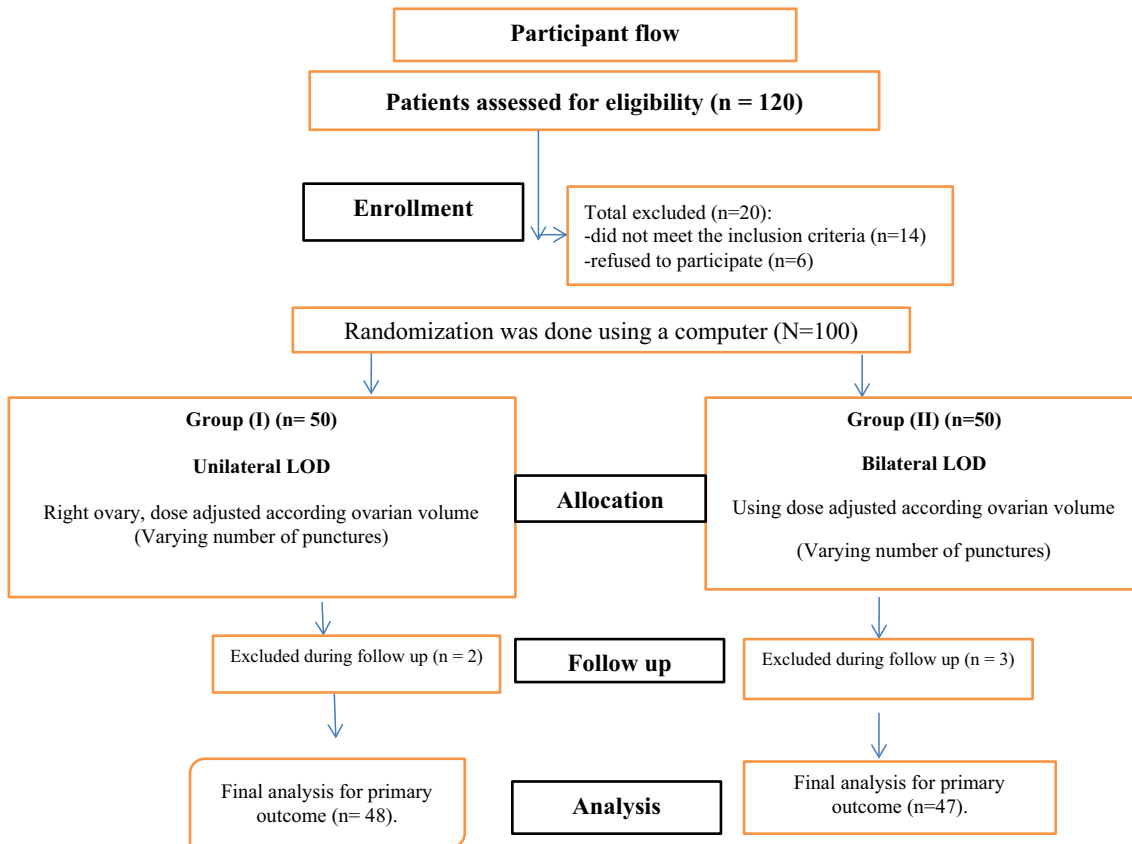 Participant flow
Patients assessed for eligibility (n = 120)
Enrollment
Total excluded (n=20):
-did not meet the inclusion criteria (n=14)
-refused to participate (n=6)
Randomization was done using a computer (N=100)
Group (I) (n= 50)
Unilateral LOD
Right ovary, dose adjusted according ovarian volume
(Varying number of punctures)
Allocation
Group (II) (n=50)
Bilateral LOD
Using dose adjusted according ovarian volume
(Varying number of punctures)
Excluded during follow up (n = 2)
Follow up
Excluded during follow up (n = 3)
Final analysis for primary
outcome (n= 48).
Analysis
Final analysis for primary
outcome (n=47).